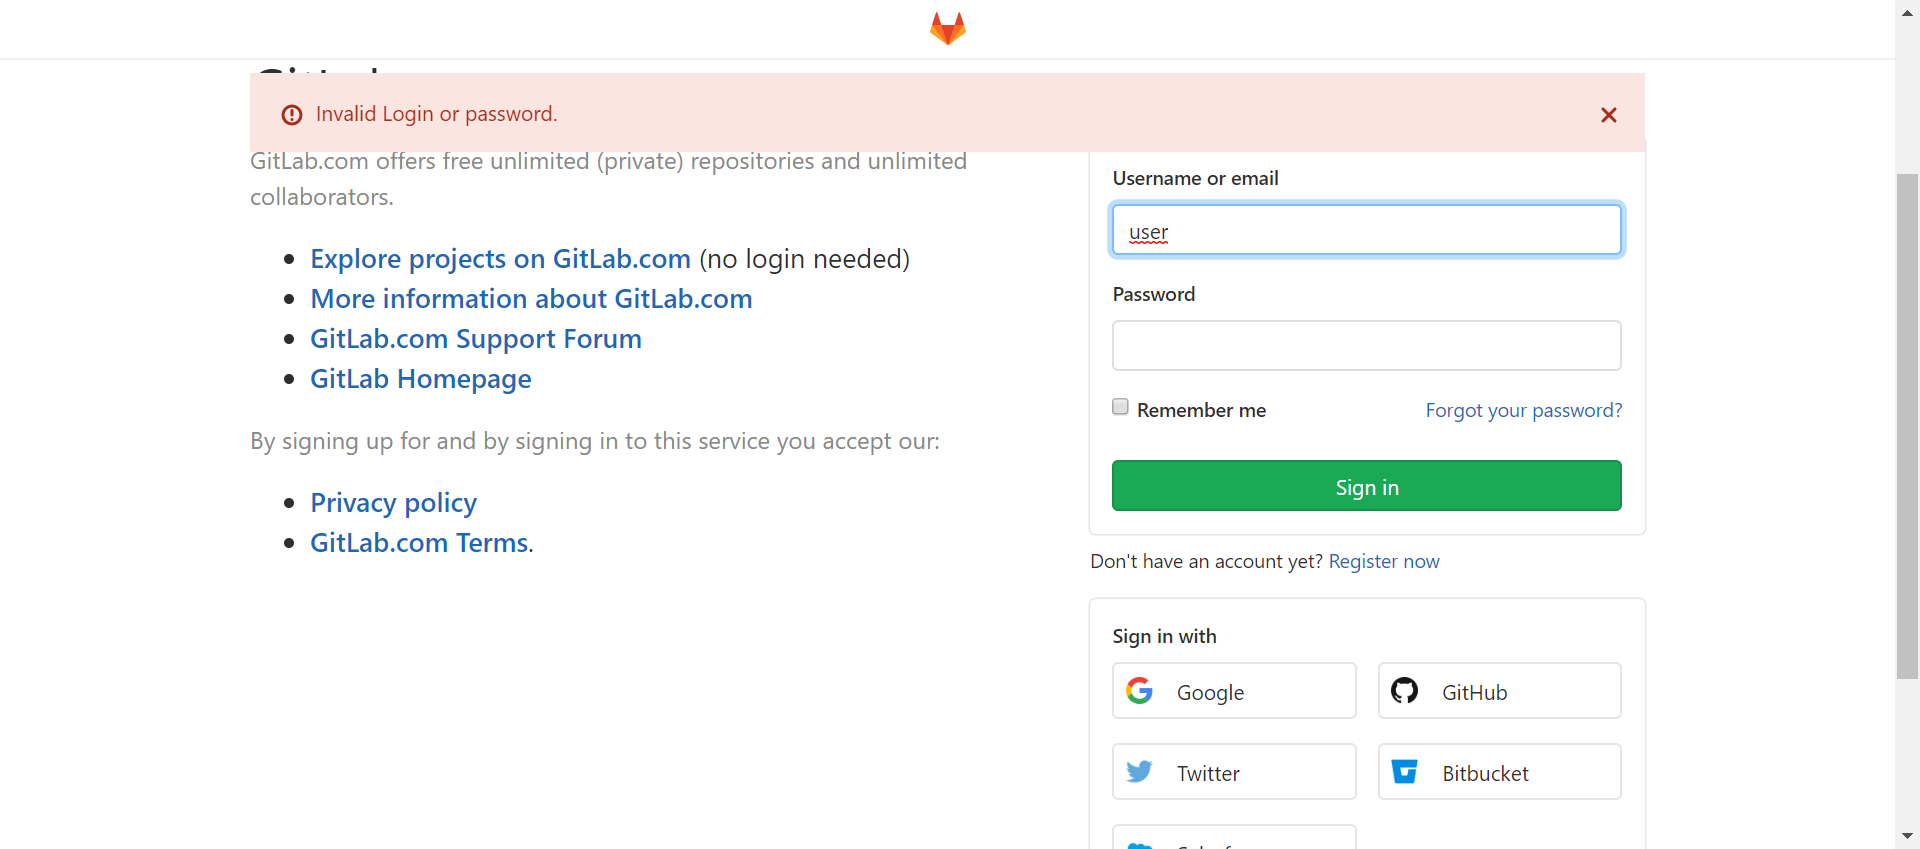 Invalid Login or password.
GitLab.com offers free unlimited (private) repositories and unlimited
collaborators.
Explore projects on GitLab.com (no login needed)
More information about GitLab.com
GitLab.com Support Forum
GitLab Homepage
By signing up for and by signing in to this service you accept our:
Privacy policy
GitLab.com Terms.
Username or email
user
Password
Remember me
Forgot your password?
Sign in
Don't have an account yet? Register now
Sign in with
Google
GitHub
Twitter
Bitbucket